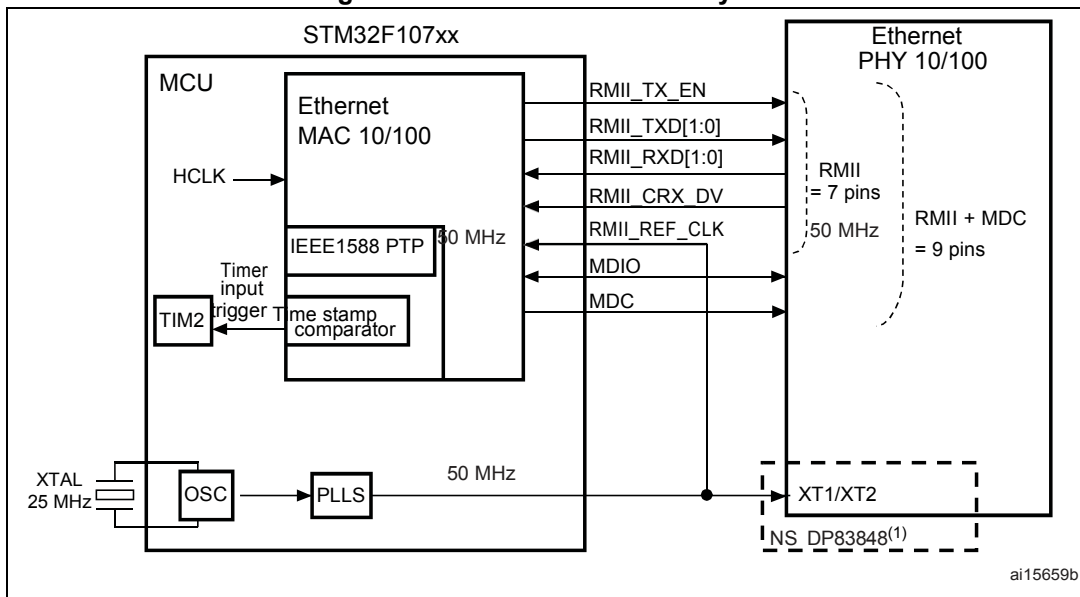 STM32F107xx
Ethernet
PHY 10/100
MCU
Ethernet
MAC 10/100
HCLK
IEEE1588 PTP
50 MHz
Timer
input
trigger
TIM2
Time stamp
comparator
RMII_TX_EN
RMII_TXD[1:0]
RMII_RXD[1:0]
RMII_CRX_DV
RMII_REF_CLK
MDIO
MDC
RMII
= 7 pins
50 MHz
RMII + MDC
= 9 pins
XTAL
25 MHz
OSC
PLLS
50 MHz
XT1/XT2
NS DP83848(1)
ai15659b